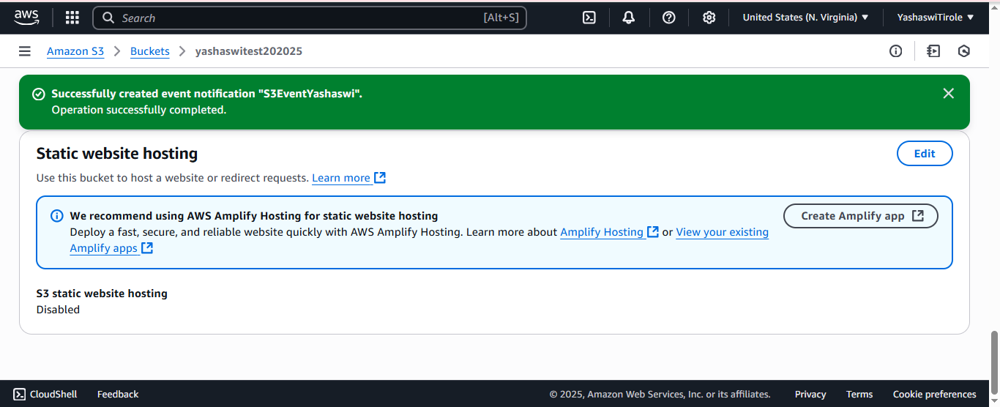 aws
Search [Alt+S] United States (N. Virginia) YashaswiTirole
Amazon S3 Buckets yashaswitest202025
Successfully created event notification "S3EventYashaswi".
Operation successfully completed.
Static website hosting
Edit
Use this bucket to host a website or redirect requests. Learn more
We recommend using AWS Amplify Hosting for static website hosting
Create Amplify app
Deploy a fast, secure, and reliable website quickly with AWS Amplify Hosting. Learn more about Amplify Hosting or View your existing
Amplify apps
S3 static website hosting
Disabled
CloudShell Feedback © 2025, Amazon Web Services, Inc. or its affiliates. Privacy Terms Cookie preferences